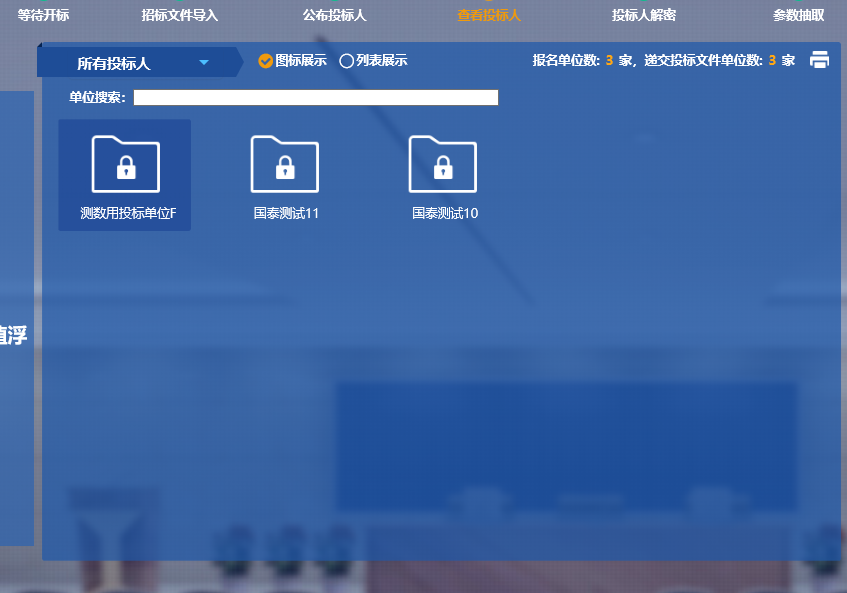 等待开标 招标文件导入 公布投标人 查看投标人 投标人解密 参数抽取
所有投标人 图标展示 列表展示 报名单位数: 3 家, 递交投标文件单位数: 3 家
单位搜索:
测数用投标单位F 国泰测试11 国泰测试10
浮